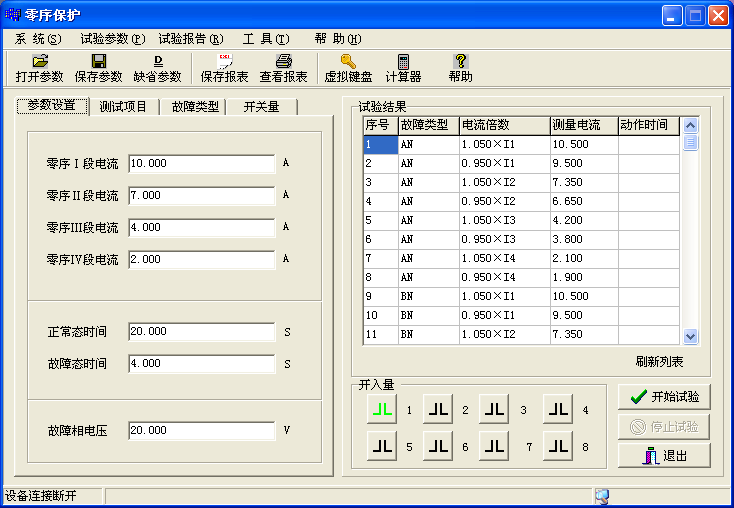 零序保护
系 统(S) 试验参数(P) 试验报告(R) 工 具(T) 帮 助(H)
打开参数 保存参数 缺省参数 保存报表 查看报表 虚拟键盘 计算器 帮助
参数设置 测试项目 故障类型 开关量
零序Ⅰ段电流 10.000 A
零序Ⅱ段电流 7.000 A
零序Ⅲ段电流 4.000 A
零序Ⅳ段电流 2.000 A
正常态时间 20.000 S
故障态时间 4.000 S
故障相电压 20.000 V
试验结果
序号 故障类型 电流倍数 测量电流 动作时间
1 AN 1.050×I1 10.500
2 AN 0.950×I1 9.500
3 AN 1.050×I2 7.350
4 AN 0.950×I2 6.650
5 AN 1.050×I3 4.200
6 AN 0.950×I3 3.800
7 AN 1.050×I4 2.100
8 AN 0.950×I4 1.900
9 BN 1.050×I1 10.500
10 BN 0.950×I1 9.500
11 BN 1.050×I2 7.350
刷新列表
开入量
1 2 3 4
5 6 7 8
开始试验
停止试验
退出
设备连接断开